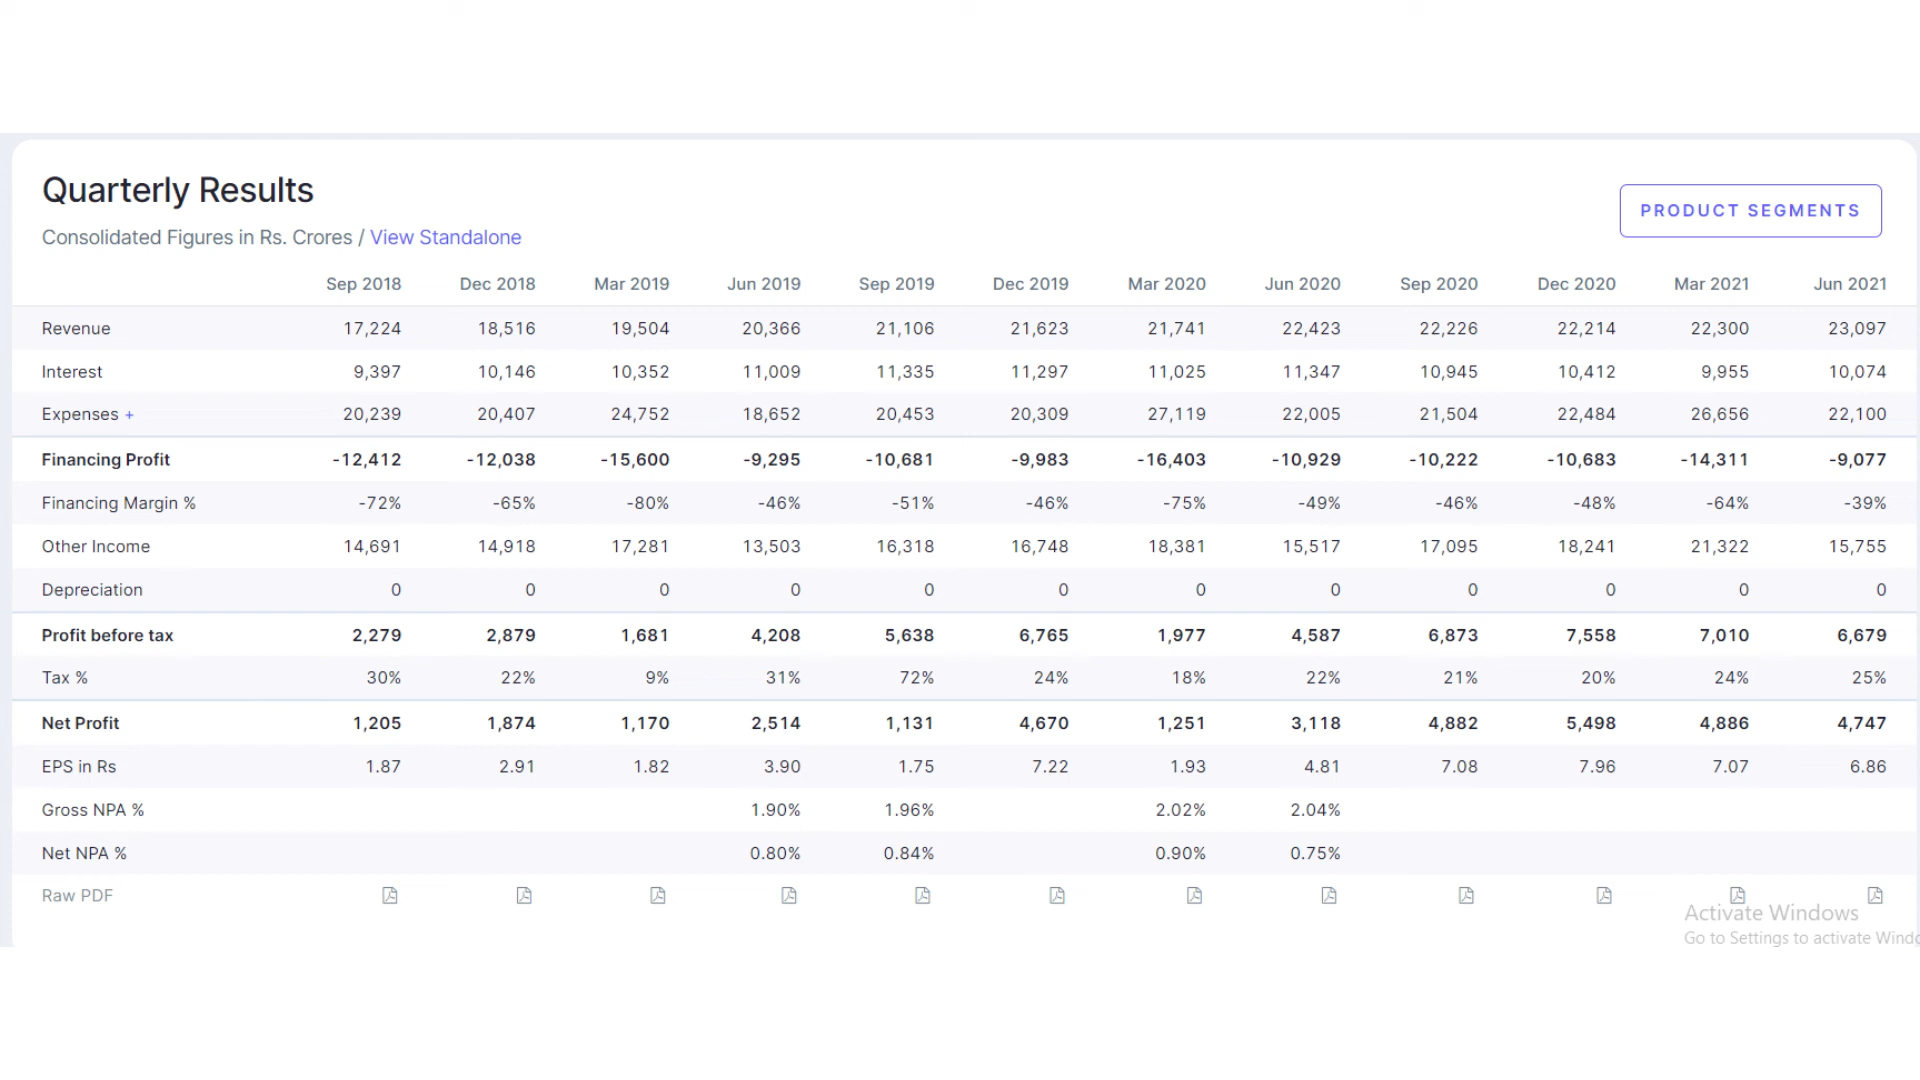 Quarterly Results
PRODUCT SEGMENTS
Consolidated Figures in Rs. Crores / View Standalone
Sep 2018 Dec 2018 Mar 2019 Jun 2019 Sep 2019 Dec 2019 Mar 2020 Jun 2020 Sep 2020 Dec 2020 Mar 2021 Jun 2021
Revenue 17,224 18,516 19,504 20,366 21,106 21,623 21,741 22,423 22,226 22,214 22,300 23,097
Interest 9,397 10,146 10,352 11,009 11,335 11,297 11,025 11,347 10,945 10,412 9,955 10,074
Expenses + 20,239 20,407 24,752 18,652 20,453 20,309 27,119 22,005 21,504 22,484 26,656 22,100
Financing Profit -12,412 -12,038 -15,600 -9,295 -10,681 -9,983 -16,403 -10,929 -10,222 -10,683 -14,311 -9,077
Financing Margin % -72% -65% -80% -46% -51% -46% -75% -49% -46% -48% -64% -39%
Other Income 14,691 14,918 17,281 13,503 16,318 16,748 18,381 15,517 17,095 18,241 21,322 15,755
Depreciation 0 0 0 0 0 0 0 0 0 0 0 0
Profit before tax 2,279 2,879 1,681 4,208 5,638 6,765 1,977 4,587 6,873 7,558 7,010 6,679
Tax % 30% 22% 9% 31% 72% 24% 18% 22% 21% 20% 24% 25%
Net Profit 1,205 1,874 1,170 2,514 1,131 4,670 1,251 3,118 4,882 5,498 4,886 4,747
EPS in Rs 1.87 2.91 1.82 3.90 1.75 7.22 1.93 4.81 7.08 7.96 7.07 6.86
Gross NPA % 1.90% 1.96% 2.02% 2.04%
Net NPA % 0.80% 0.84% 0.90% 0.75%
Raw PDF
Activate Windows
Go to Settings to activate Windo